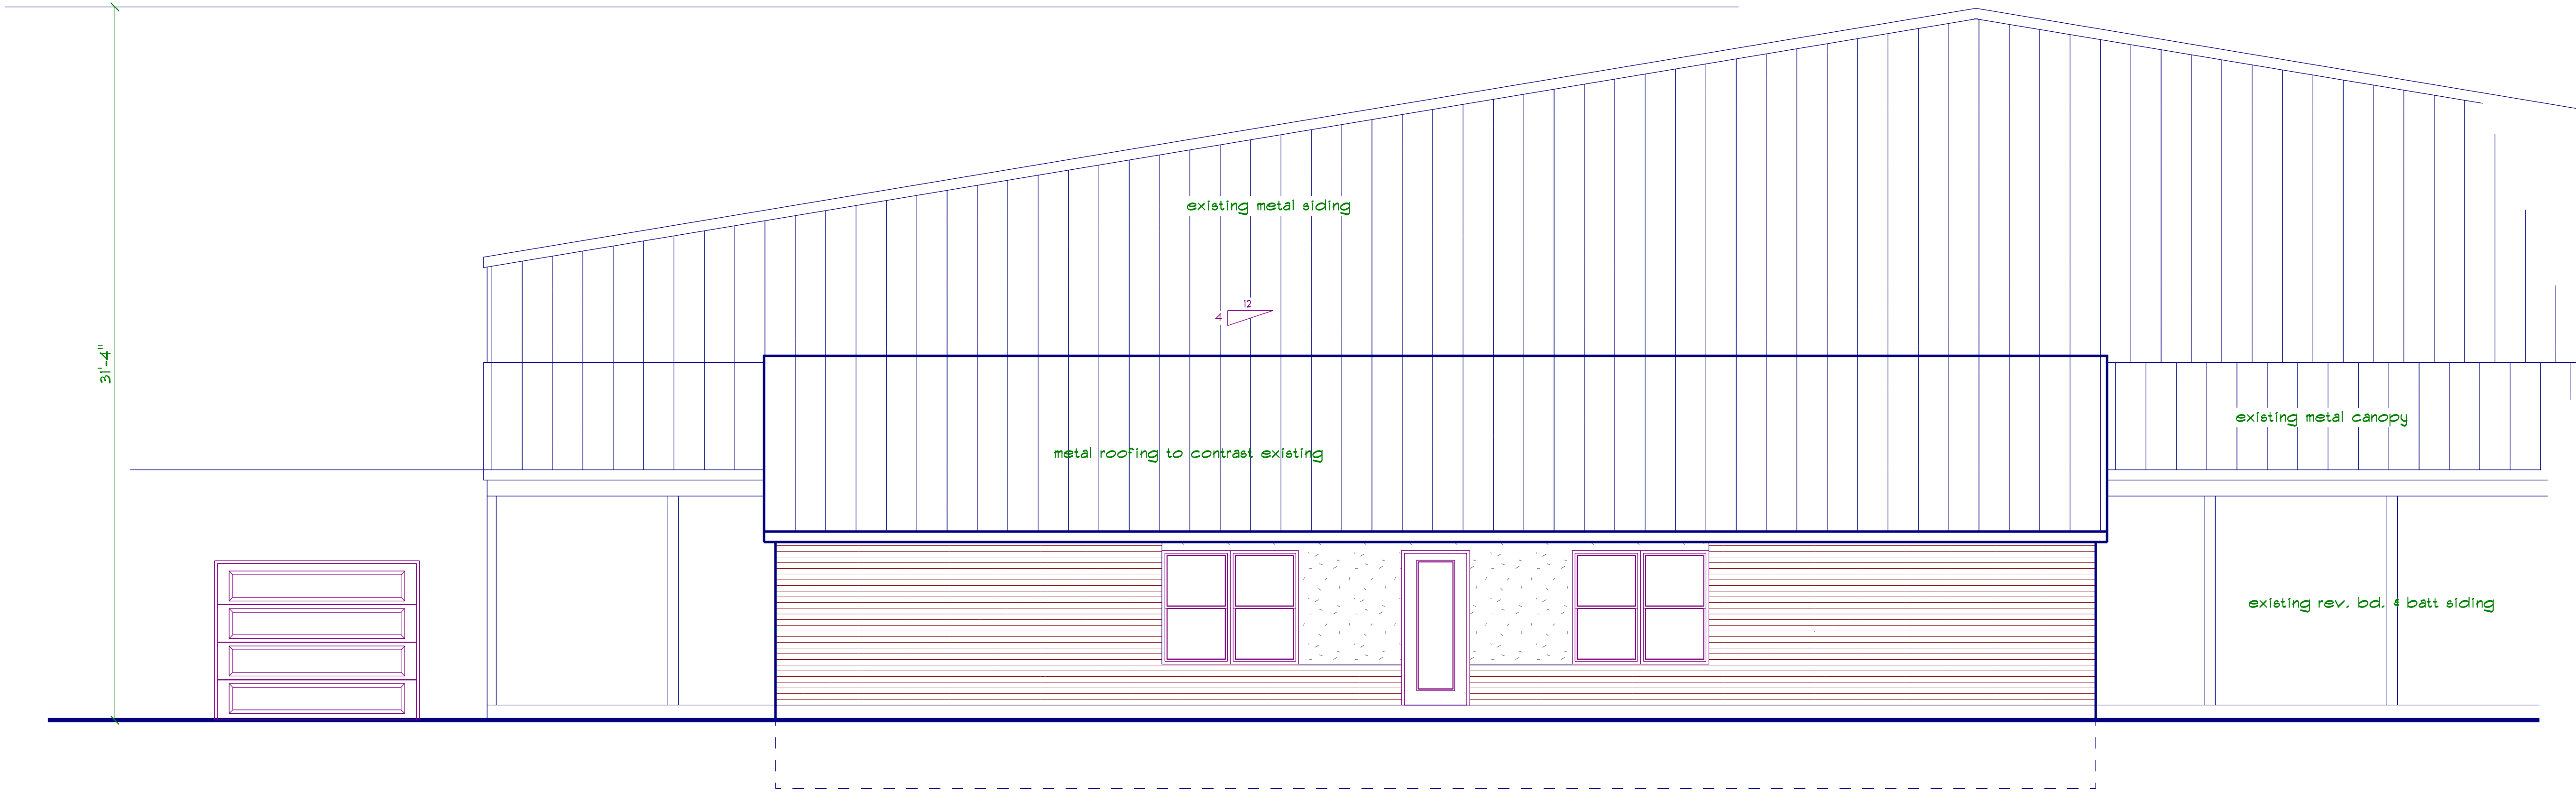 existing metal siding
12
4
31'-4"
existing metal canopy
metal roofing to contrast existing
existing rev. bd. & batt siding